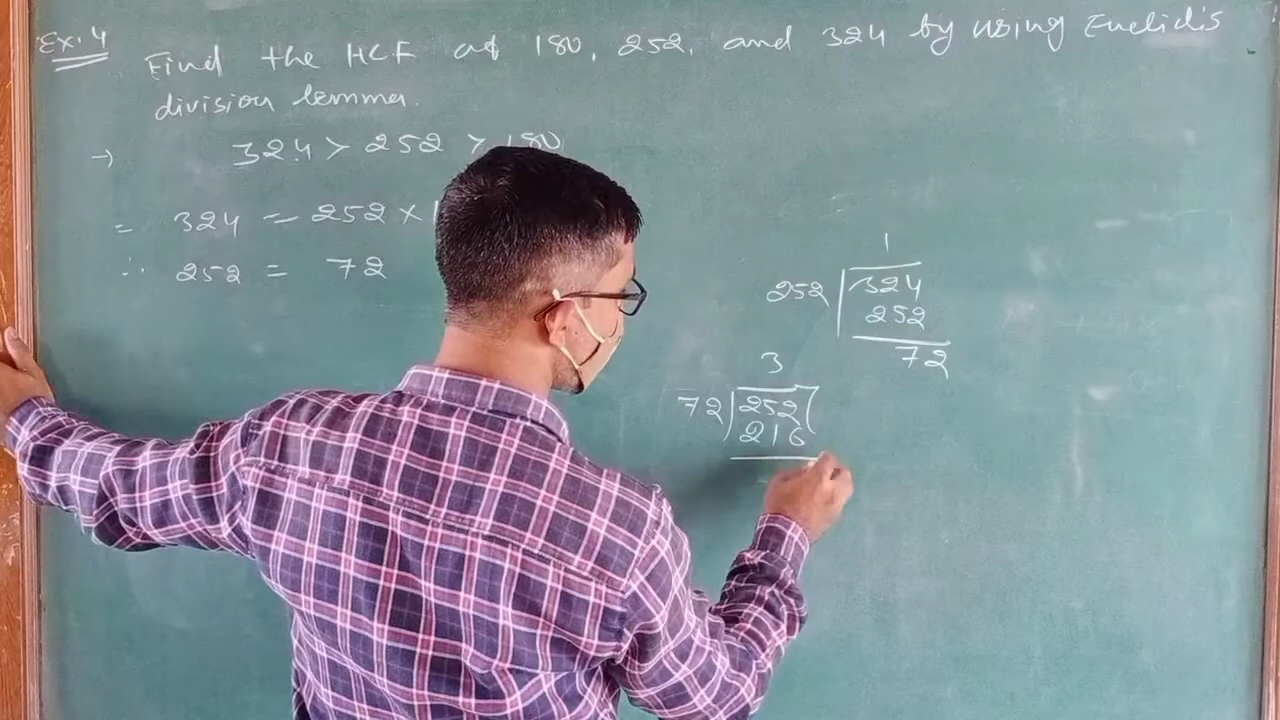 Ex. 4 Find the HCF of 180, 252, and 324 by using Euclid's
division lemma.
→ 324 > 252 > 180
= 324 = 252 × 1
∴ 252 = 72
1
252 324
252
72
3
72 252
216